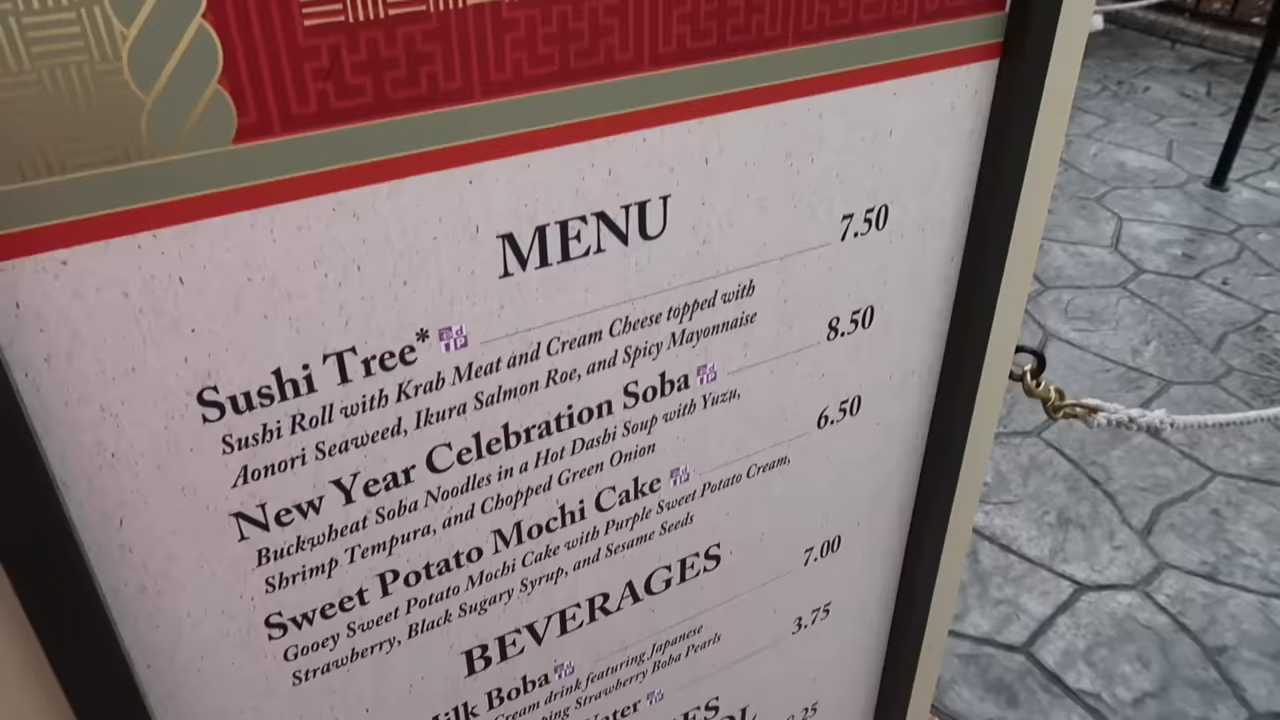 MENU
Sushi Tree* 7.50
Sushi Roll with Krab Meat and Cream Cheese topped with
Aonori Seaweed, Ikura Salmon Roe, and Spicy Mayonnaise
New Year Celebration Soba 8.50
Buckwheat Soba Noodles in a Hot Dashi Soup with Yuzu,
Shrimp Tempura, and Chopped Green Onion
Sweet Potato Mochi Cake 6.50
Gooey Sweet Potato Mochi Cake with Purple Sweet Potato Cream,
Strawberry, Black Sugary Syrup, and Sesame Seeds
BEVERAGES
Boba 7.00
Cream drink featuring Japanese
Strawberry Boba Pearls
3.75